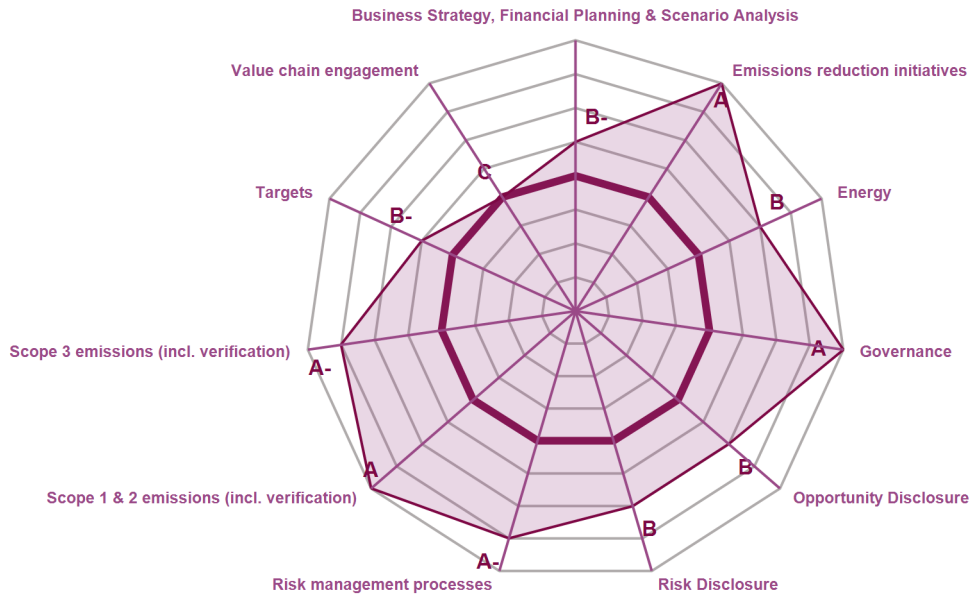 Business Strategy, Financial Planning & Scenario Analysis
Value chain engagement
Emissions reduction initiatives
A
B-
C
Targets
B-
B
Energy
Scope 3 emissions (incl. verification)
A-
A
Governance
A
B
Scope 1 & 2 emissions (incl. verification)
Opportunity Disclosure
B
A-
Risk management processes
Risk Disclosure